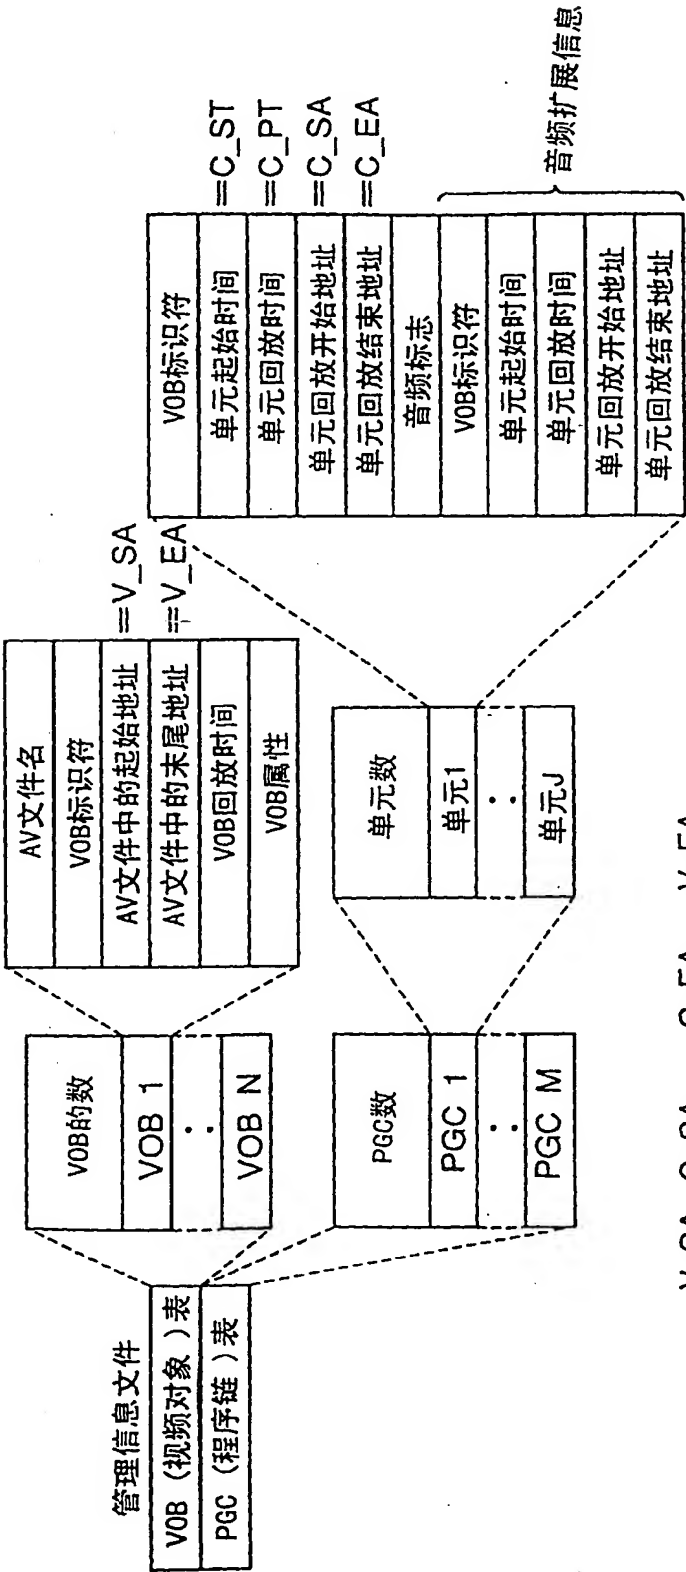 管理信息文件
VOB（视频对象）表
PGC（程序链）表
VOB的数
VOB 1
VOB N
AV文件名
VOB标识符
AV文件中的起始地址 =V_SA
AV文件中的末尾地址 =V_EA
VOB回放时间
VOB属性
PGC数
PGC 1
PGC M
单元数
单元1
单元J
VOB标识符
单元起始时间 =C_ST
单元回放时间 =C_PT
单元回放开始地址 =C_SA
单元回放结束地址 =C_EA
音频标志
VOB标识符
单元起始时间
单元回放时间
单元回放开始地址
单元回放结束地址
音频扩展信息